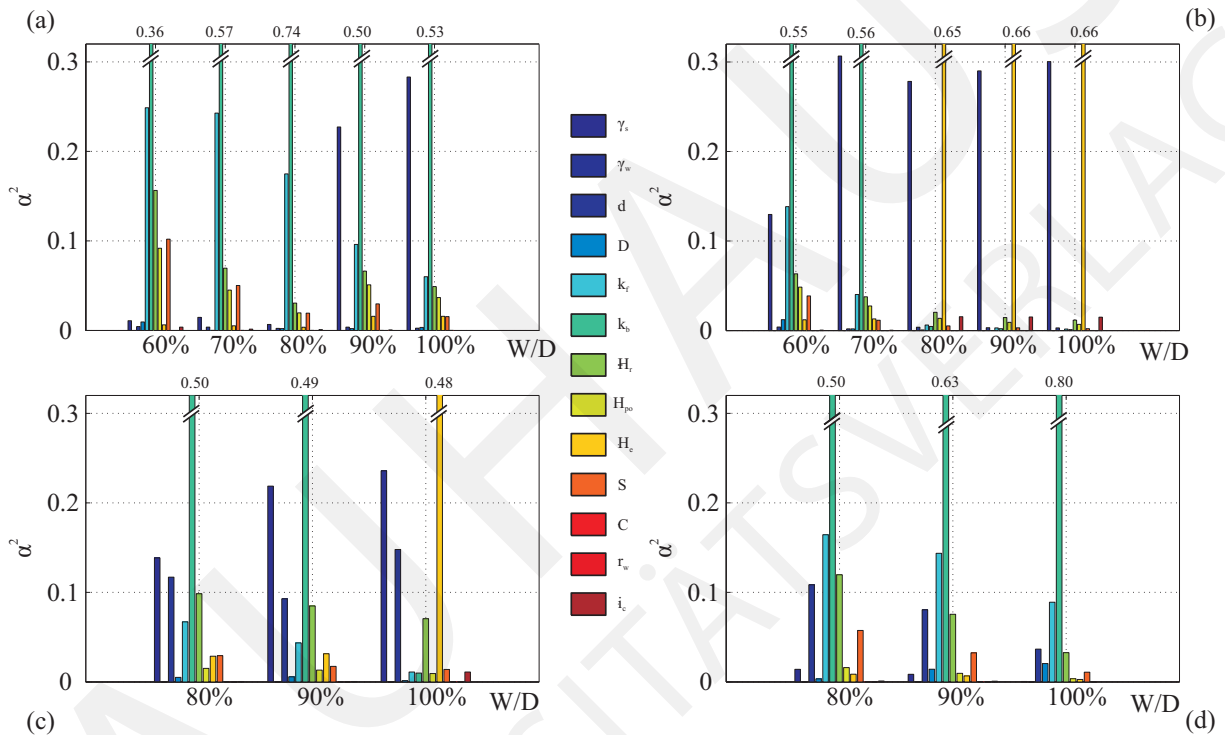 (a)
0.36 0.57 0.74 0.50 0.53
0.3
0.2
0.1
0
α²
60% 70% 80% 90% 100% W/D
(b)
0.55 0.56 0.65 0.66 0.66
0.3
0.2
0.1
0
α²
60% 70% 80% 90% 100% W/D
γs
γw
d
D
kr
kb
Hr
Hpo
He
S
C
rw
ic
0.50 0.49 0.48
0.3
0.2
0.1
0
α²
80% 90% 100% W/D
(c)
0.50 0.63 0.80
0.3
0.2
0.1
0
α²
80% 90% 100% W/D
(d)
AUHAUS
SITÄTSVERLAG